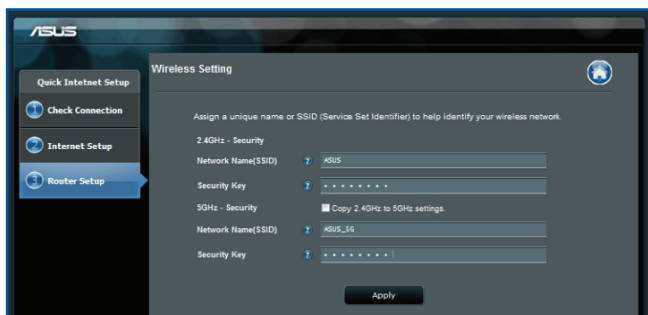 ASUS
Quick Intetnet Setup
1 Check Connection
2 Internet Setup
3 Router Setup
Wireless Setting
Assign a unique name or SSID (Service Set Identifier) to help identify your wireless network.
2.4GHz - Security
Network Name(SSID) ? ASUS
Security Key ? ••••••••
5GHz - Security Copy 2.4GHz to 5GHz settings.
Network Name(SSID) ? ASUS_5G
Security Key ? ••••••••
Apply